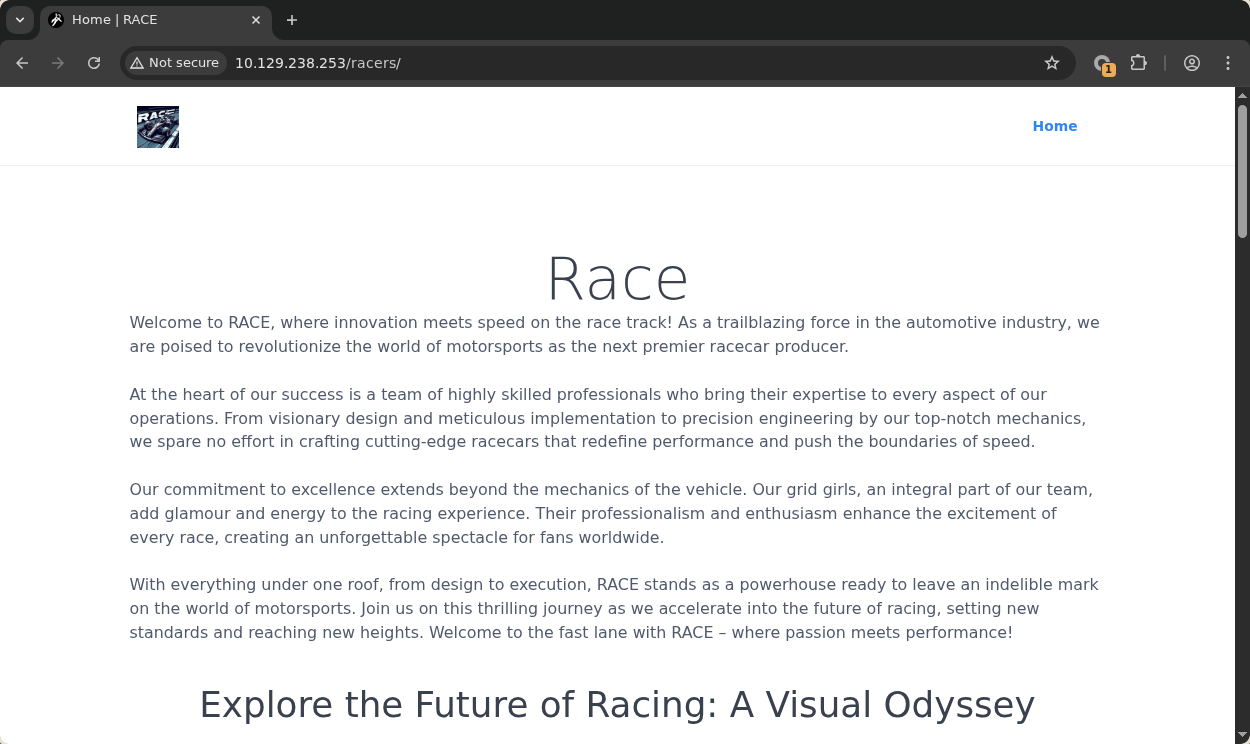 Home | RACE
Not secure
10.129.238.253/racers/
1
RACE
Home
Race
Welcome to RACE, where innovation meets speed on the race track! As a trailblazing force in the automotive industry, we
are poised to revolutionize the world of motorsports as the next premier racecar producer.
At the heart of our success is a team of highly skilled professionals who bring their expertise to every aspect of our
operations. From visionary design and meticulous implementation to precision engineering by our top-notch mechanics,
we spare no effort in crafting cutting-edge racecars that redefine performance and push the boundaries of speed.
Our commitment to excellence extends beyond the mechanics of the vehicle. Our grid girls, an integral part of our team,
add glamour and energy to the racing experience. Their professionalism and enthusiasm enhance the excitement of
every race, creating an unforgettable spectacle for fans worldwide.
With everything under one roof, from design to execution, RACE stands as a powerhouse ready to leave an indelible mark
on the world of motorsports. Join us on this thrilling journey as we accelerate into the future of racing, setting new
standards and reaching new heights. Welcome to the fast lane with RACE – where passion meets performance!
Explore the Future of Racing: A Visual Odyssey